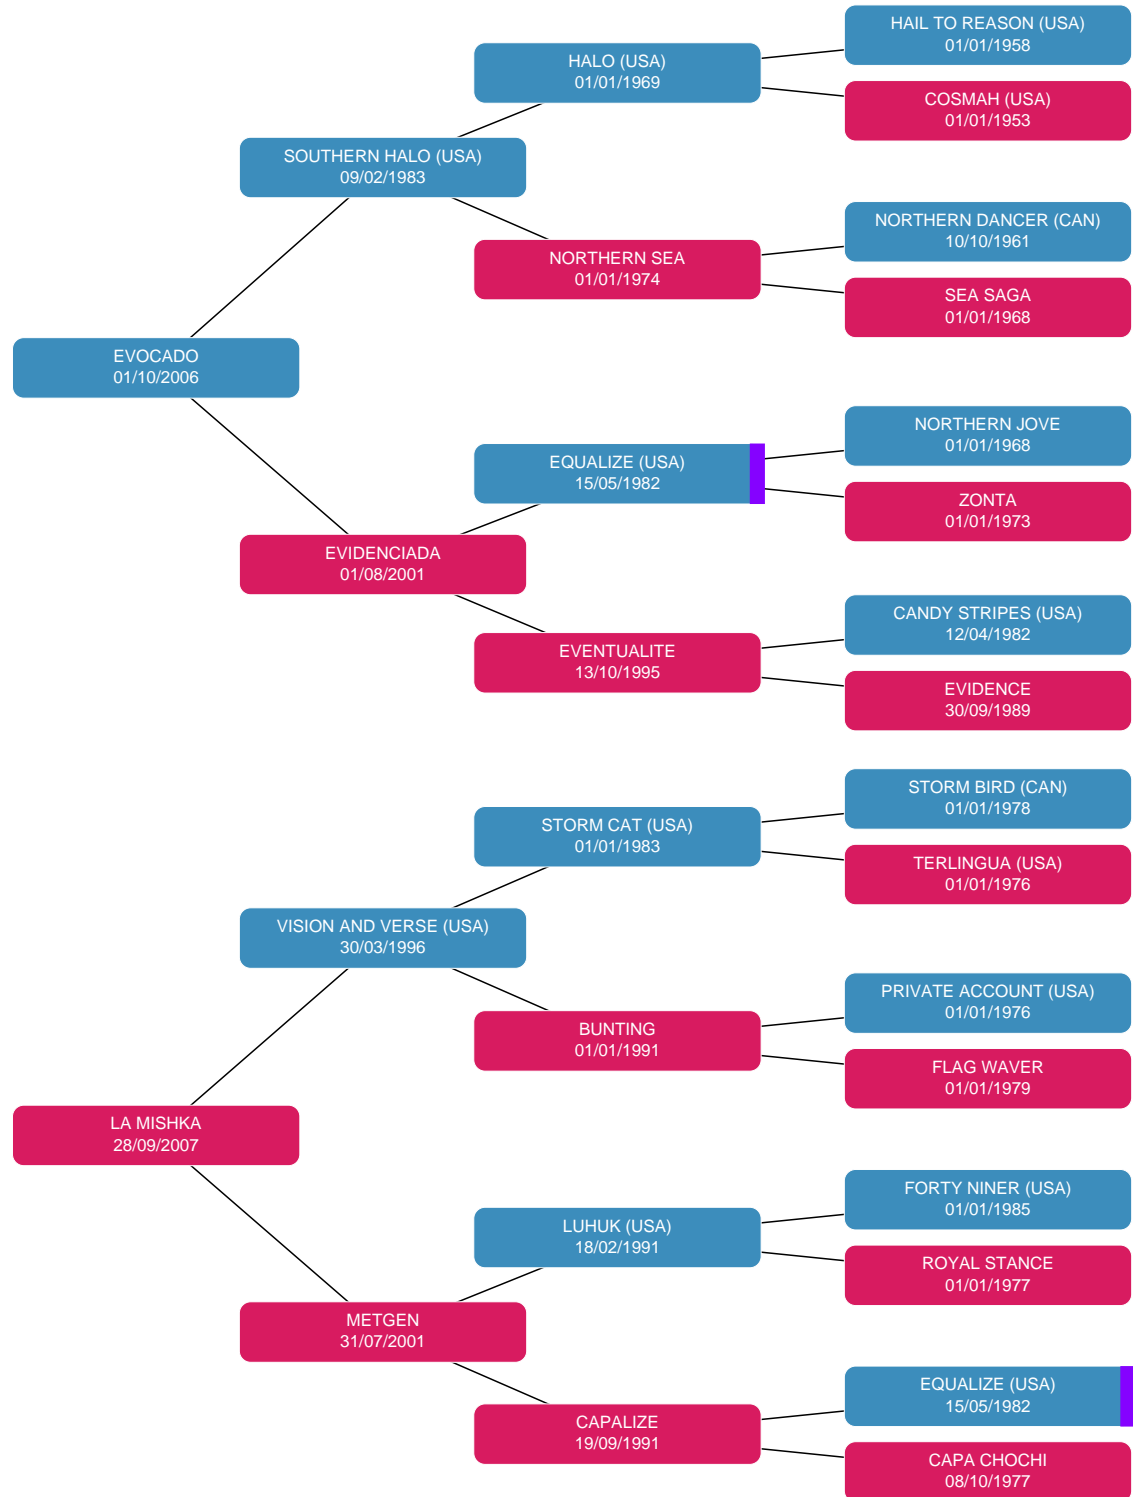 HAIL TO REASON (USA)
01/01/1958
HALO (USA)
01/01/1969
COSMAH (USA)
01/01/1953
SOUTHERN HALO (USA)
09/02/1983
NORTHERN DANCER (CAN)
10/10/1961
NORTHERN SEA
01/01/1974
SEA SAGA
01/01/1968
EVOCADO
01/10/2006
NORTHERN JOVE
01/01/1968
EQUALIZE (USA)
15/05/1982
ZONTA
01/01/1973
EVIDENCIADA
01/08/2001
CANDY STRIPES (USA)
12/04/1982
EVENTUALITE
13/10/1995
EVIDENCE
30/09/1989
STORM BIRD (CAN)
01/01/1978
STORM CAT (USA)
01/01/1983
TERLINGUA (USA)
01/01/1976
VISION AND VERSE (USA)
30/03/1996
PRIVATE ACCOUNT (USA)
01/01/1976
BUNTING
01/01/1991
FLAG WAVER
01/01/1979
LA MISHKA
28/09/2007
FORTY NINER (USA)
01/01/1985
LUHUK (USA)
18/02/1991
ROYAL STANCE
01/01/1977
METGEN
31/07/2001
EQUALIZE (USA)
15/05/1982
CAPALIZE
19/09/1991
CAPA CHOCHI
08/10/1977